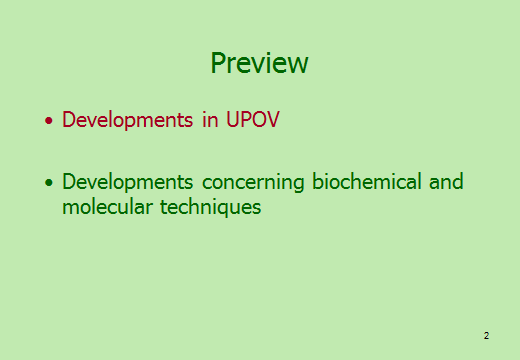 Preview
• Developments in UPOV
• Developments concerning biochemical and
molecular techniques
2